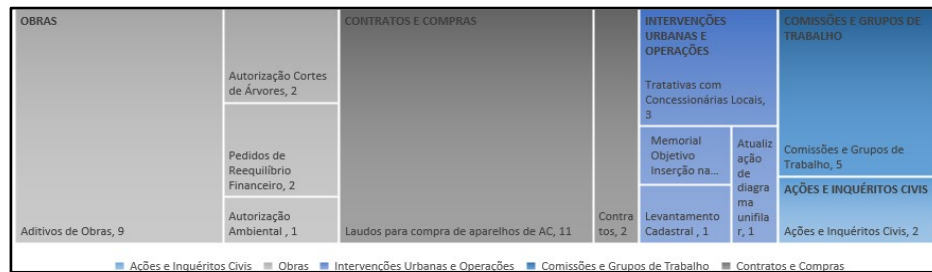 OBRAS
Aditivos de Obras, 9
Autorização Cortes
de Árvores, 2
Pedidos de
Reequilíbrio
Financeiro, 2
Autorização
Ambiental , 1
CONTRATOS E COMPRAS
Laudos para compra de aparelhos de AC, 11
Contra
tos, 2
INTERVENÇÕES
URBANAS E
OPERAÇÕES
Tratativas com
Concessionárias Locais,
3
Memorial
Objetivo
Inserção na...
Levantamento
Cadastral , 1
Atualiz
ação
de
diagra
ma
unifila
r, 1
COMISSÕES E GRUPOS DE
TRABALHO
Comissões e Grupos de
Trabalho, 5
AÇÕES E INQUÉRITOS CIVIS
Ações e Inquéritos Civis, 2
Ações e Inquéritos Civis
Obras
Intervenções Urbanas e Operações
Comissões e Grupos de Trabalho
Contratos e Compras